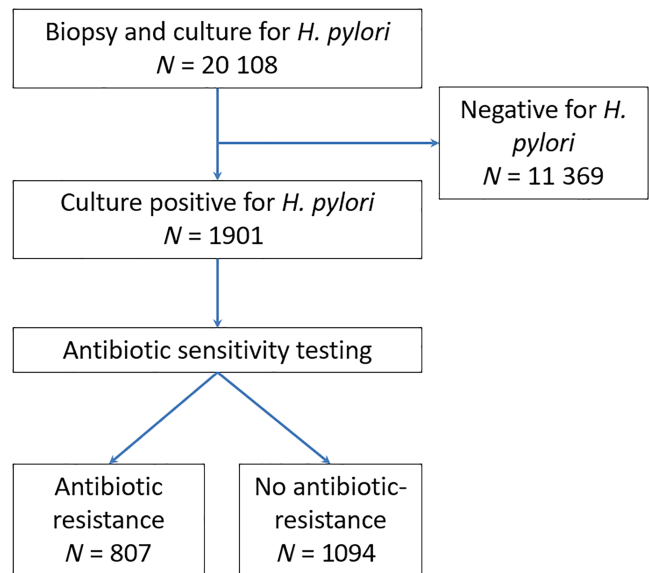 Biopsy and culture for H. pylori
N = 20 108
Negative for H.
pylori
N = 11 369
Culture positive for H. pylori
N = 1901
Antibiotic sensitivity testing
Antibiotic
resistance
N = 807
No antibiotic-
resistance
N = 1094